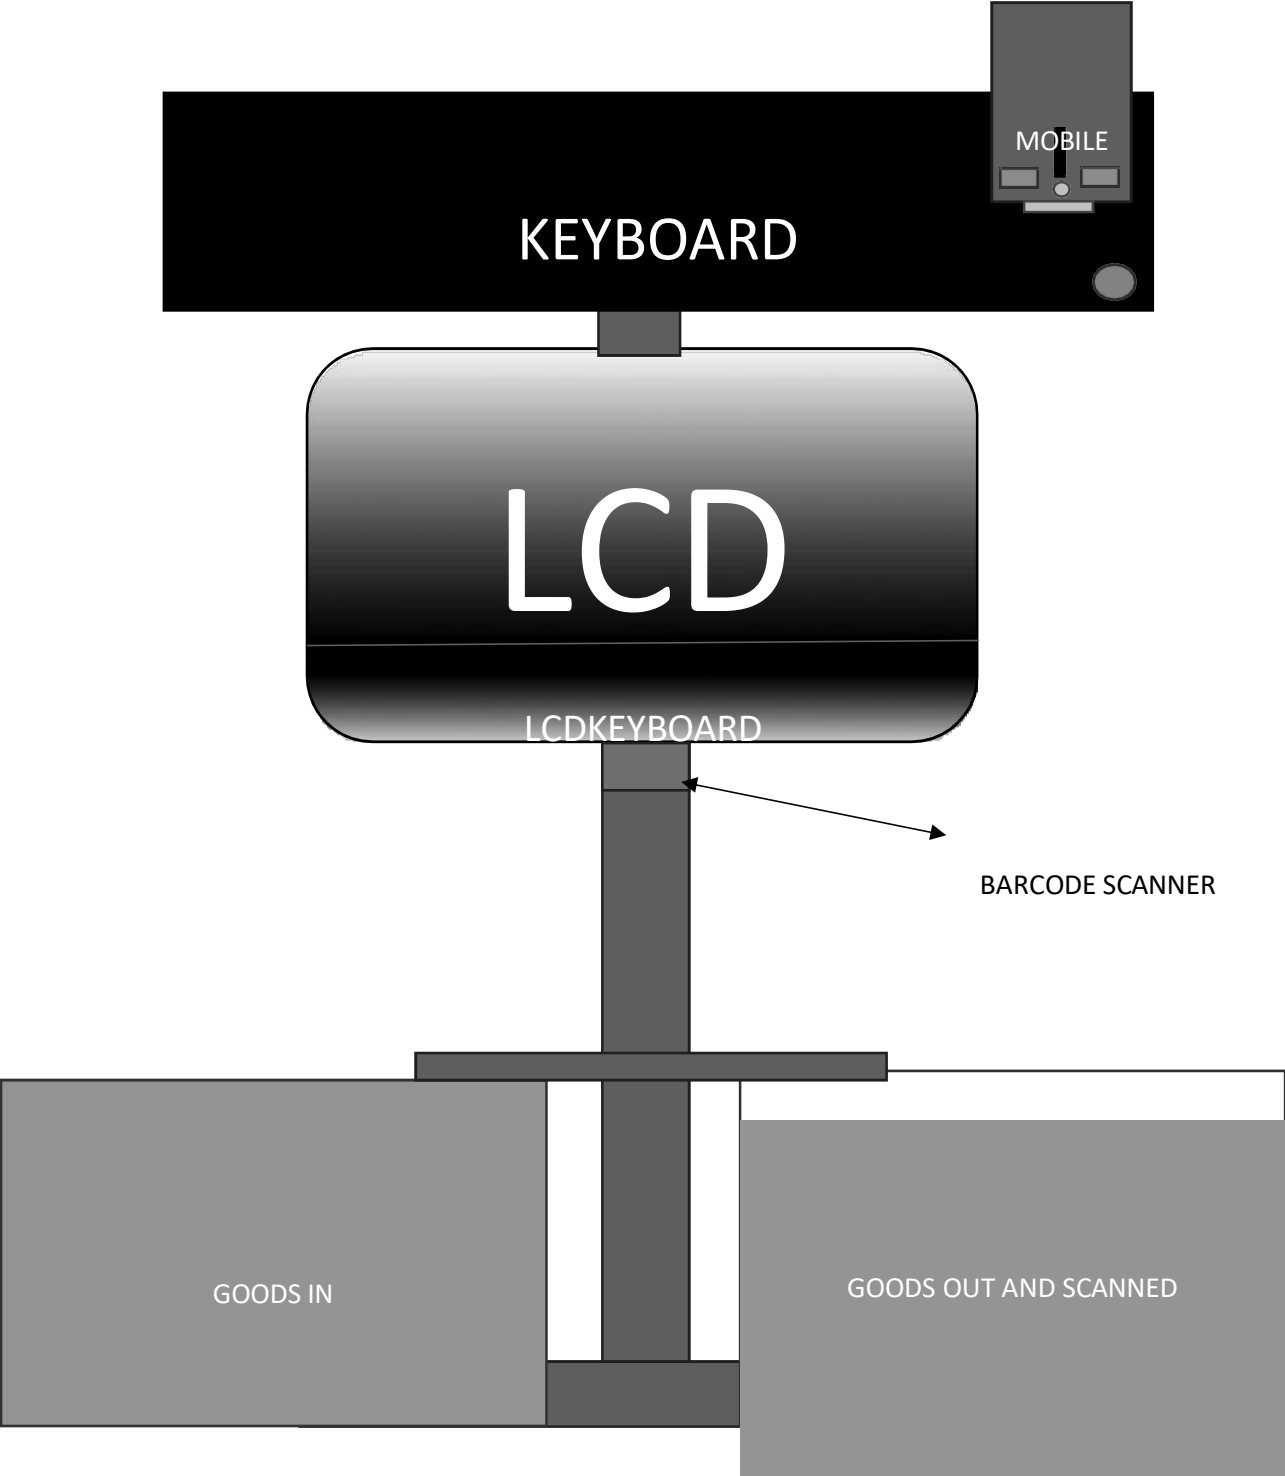 MOBILE
KEYBOARD
LCD
LCDKEYBOARD
BARCODE SCANNER
GOODS IN
GOODS OUT AND SCANNED